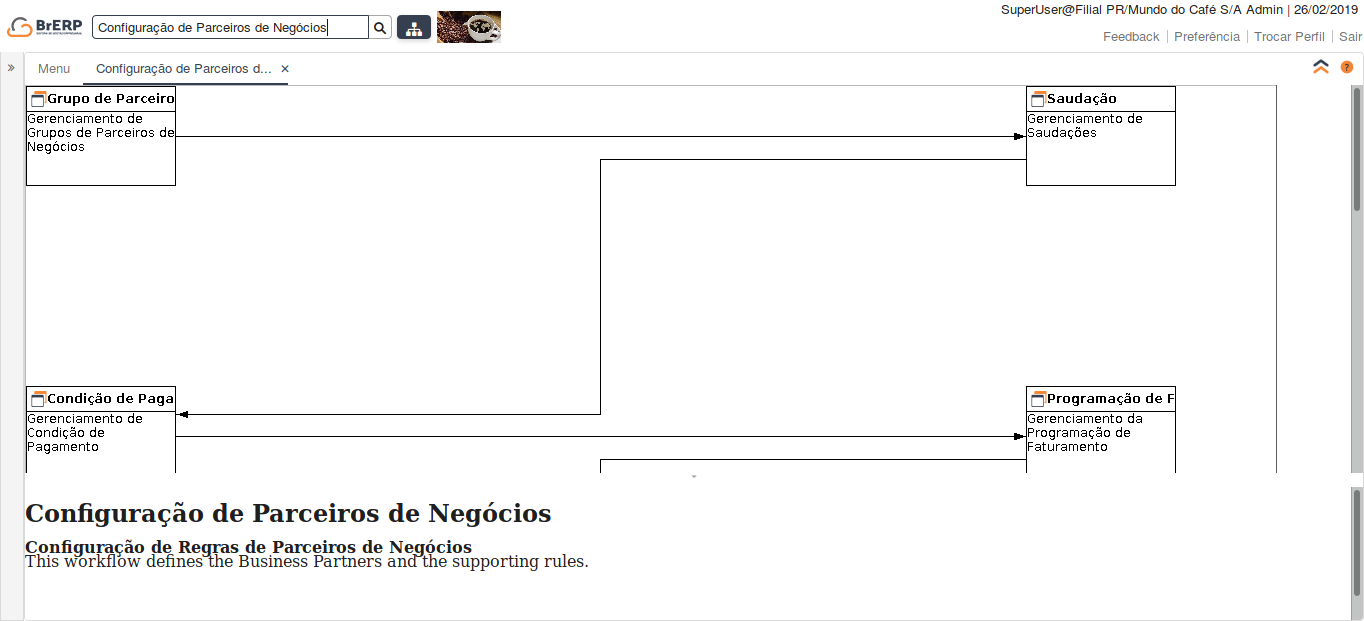 SuperUser@Filial PR/Mundo do Café S/A Admin | 26/02/2019
BrERP
Configuração de Parceiros de Negócios
Feedback | Preferência | Trocar Perfil | Sair
»
Menu
Configuração de Parceiros d... ×
?
Grupo de Parceiro
Gerenciamento de
Grupos de Parceiros de
Negócios
Saudação
Gerenciamento de
Saudações
Condição de Paga
Gerenciamento de
Condição de
Pagamento
Programação de F
Gerenciamento da
Programação de
Faturamento
Configuração de Parceiros de Negócios
Configuração de Regras de Parceiros de Negócios
This workflow defines the Business Partners and the supporting rules.